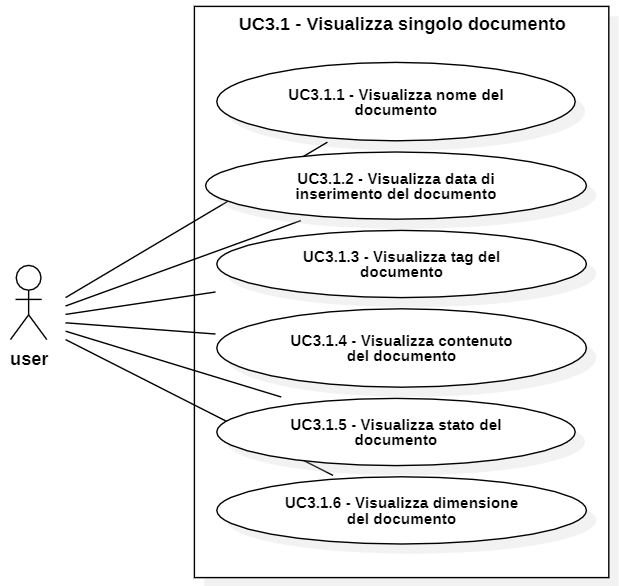 UC3.1 - Visualizza singolo documento
UC3.1.1 - Visualizza nome del
documento
UC3.1.2 - Visualizza data di
inserimento del documento
UC3.1.3 - Visualizza tag del
documento
UC3.1.4 - Visualizza contenuto
del documento
user
UC3.1.5 - Visualizza stato del
documento
UC3.1.6 - Visualizza dimensione
del documento